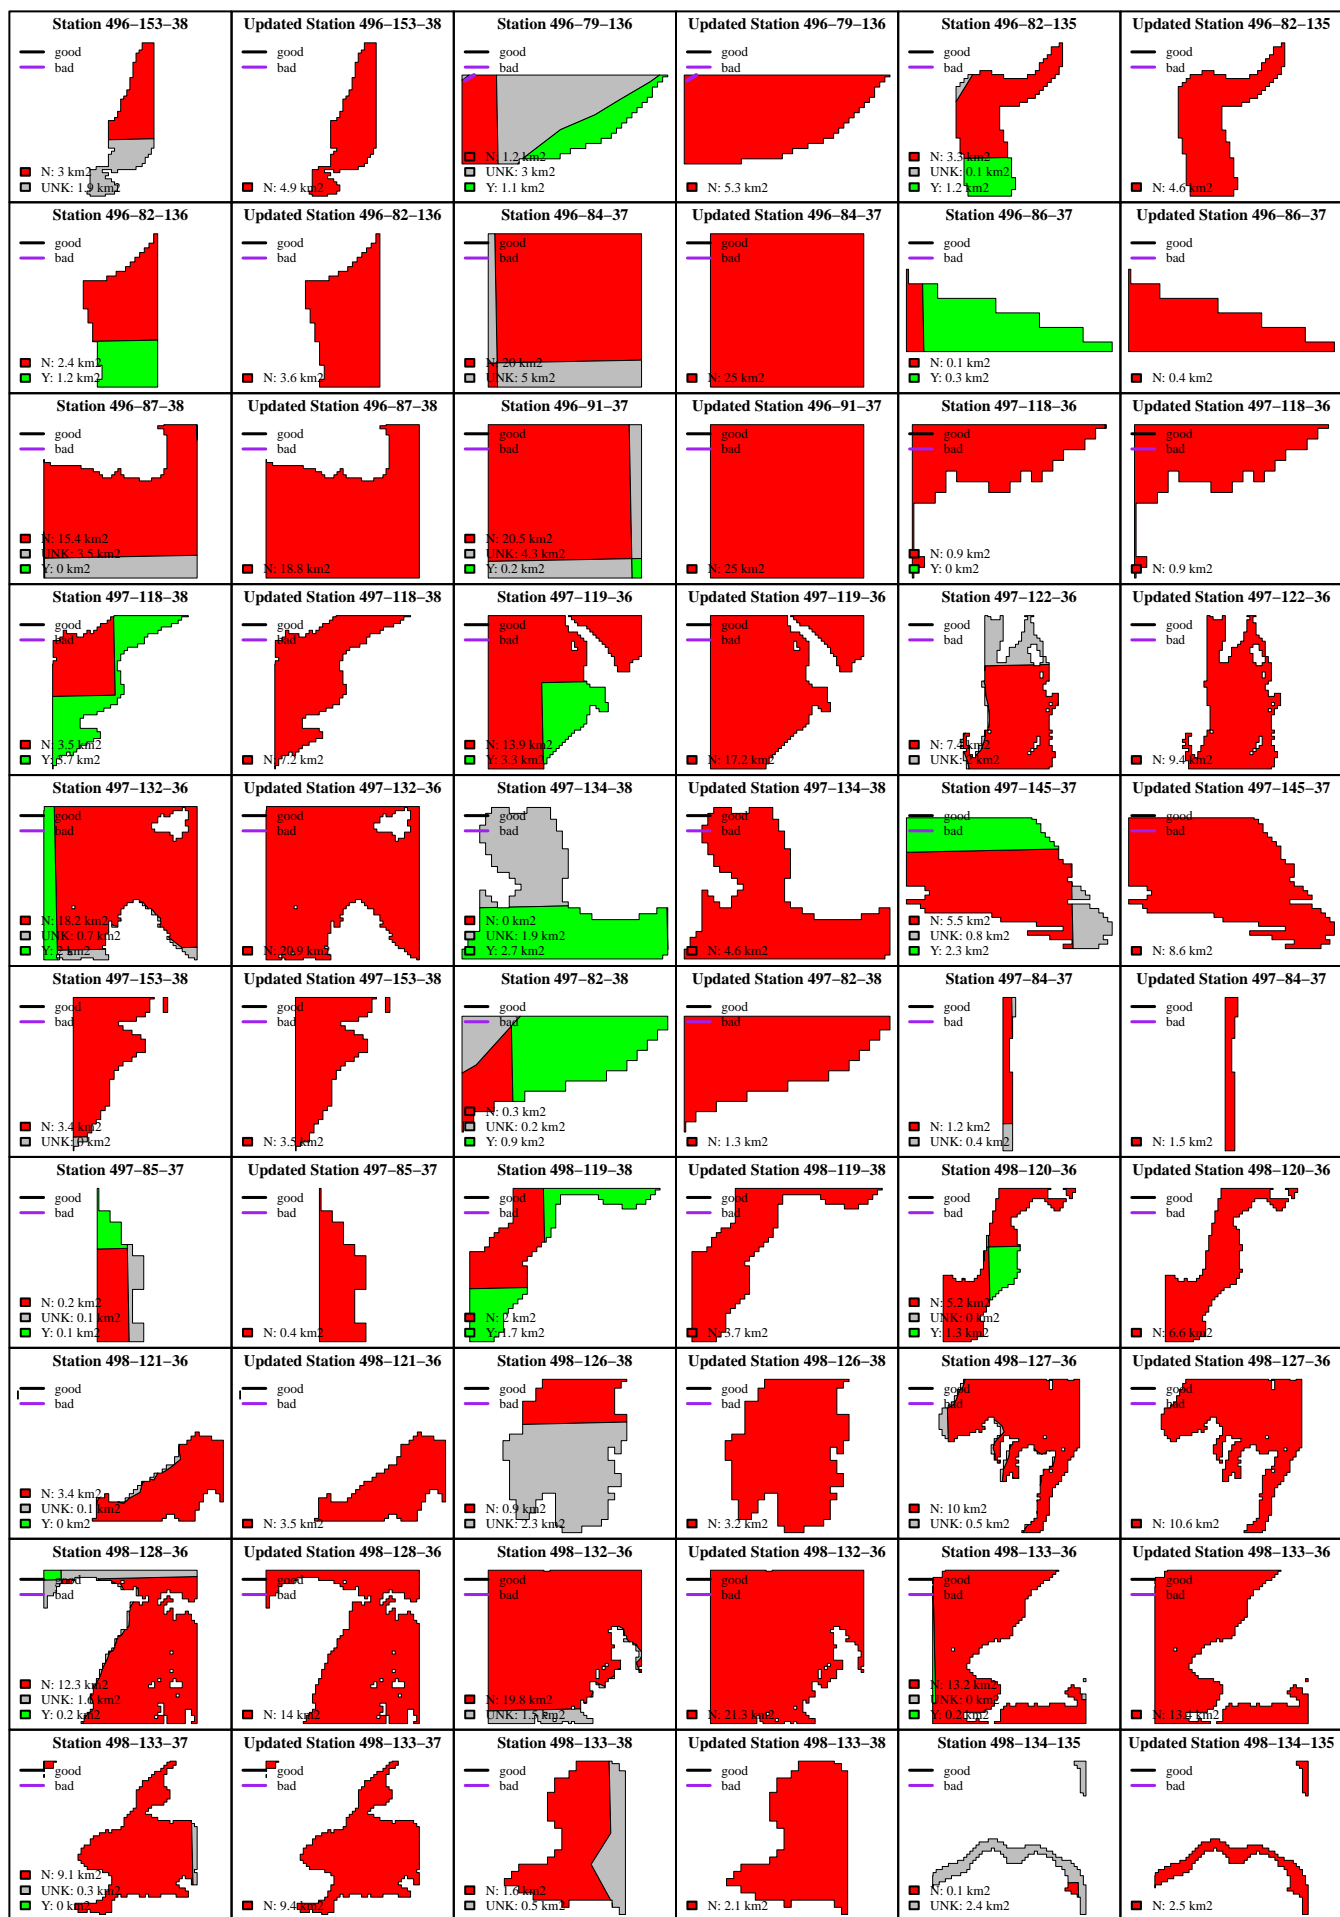 Station 496−153−38
good
bad
N: 3 km2
UNK: 1.9 km2
Updated Station 496−153−38
good
bad
N: 4.9 km2
Station 496−79−136
good
bad
N: 1.2 km2
UNK: 3 km2
Y: 1.1 km2
Updated Station 496−79−136
good
bad
N: 5.3 km2
Station 496−82−135
good
bad
N: 3.3 km2
UNK: 0.1 km2
Y: 1.2 km2
Updated Station 496−82−135
good
bad
N: 4.6 km2
Station 496−82−136
good
bad
N: 2.4 km2
Y: 1.2 km2
Updated Station 496−82−136
good
bad
N: 3.6 km2
Station 496−84−37
good
bad
N: 20 km2
UNK: 5 km2
Updated Station 496−84−37
good
bad
N: 25 km2
Station 496−86−37
good
bad
N: 0.1 km2
Y: 0.3 km2
Updated Station 496−86−37
good
bad
N: 0.4 km2
Station 496−87−38
good
bad
N: 15.4 km2
UNK: 3.5 km2
Y: 0 km2
Updated Station 496−87−38
good
bad
N: 18.8 km2
Station 496−91−37
good
bad
N: 20.5 km2
UNK: 4.3 km2
Y: 0.2 km2
Updated Station 496−91−37
good
bad
N: 25 km2
Station 497−118−36
good
bad
N: 0.9 km2
Y: 0 km2
Updated Station 497−118−36
good
bad
N: 0.9 km2
Station 497−118−38
good
bad
N: 3.5 km2
Y: 3.7 km2
Updated Station 497−118−38
good
bad
N: 7.2 km2
Station 497−119−36
good
bad
N: 13.9 km2
Y: 3.3 km2
Updated Station 497−119−36
good
bad
N: 17.2 km2
Station 497−122−36
good
bad
N: 7.4 km2
UNK: 2 km2
Updated Station 497−122−36
good
bad
N: 9.4 km2
Station 497−132−36
good
bad
N: 18.2 km2
UNK: 0.7 km2
Y: 2 km2
Updated Station 497−132−36
good
bad
N: 20.9 km2
Station 497−134−38
good
bad
N: 0 km2
UNK: 1.9 km2
Y: 2.7 km2
Updated Station 497−134−38
good
bad
N: 4.6 km2
Station 497−145−37
good
bad
N: 5.5 km2
UNK: 0.8 km2
Y: 2.3 km2
Updated Station 497−145−37
good
bad
N: 8.6 km2
Station 497−153−38
good
bad
N: 3.4 km2
UNK: 0 km2
Updated Station 497−153−38
good
bad
N: 3.5 km2
Station 497−82−38
good
bad
N: 0.3 km2
UNK: 0.2 km2
Y: 0.9 km2
Updated Station 497−82−38
good
bad
N: 1.3 km2
Station 497−84−37
good
bad
N: 1.2 km2
UNK: 0.4 km2
Updated Station 497−84−37
good
bad
N: 1.5 km2
Station 497−85−37
good
bad
N: 0.2 km2
UNK: 0.1 km2
Y: 0.1 km2
Updated Station 497−85−37
good
bad
N: 0.4 km2
Station 498−119−38
good
bad
N: 2 km2
Y: 1.7 km2
Updated Station 498−119−38
good
bad
N: 3.7 km2
Station 498−120−36
good
bad
N: 5.2 km2
UNK: 0 km2
Y: 1.3 km2
Updated Station 498−120−36
good
bad
N: 6.6 km2
Station 498−121−36
good
bad
N: 3.4 km2
UNK: 0.1 km2
Y: 0 km2
Updated Station 498−121−36
good
bad
N: 3.5 km2
Station 498−126−38
good
bad
N: 0.9 km2
UNK: 2.3 km2
Updated Station 498−126−38
good
bad
N: 3.2 km2
Station 498−127−36
good
bad
N: 10 km2
UNK: 0.5 km2
Updated Station 498−127−36
good
bad
N: 10.6 km2
Station 498−128−36
good
bad
N: 12.3 km2
UNK: 1.6 km2
Y: 0.2 km2
Updated Station 498−128−36
good
bad
N: 14 km2
Station 498−132−36
good
bad
N: 19.8 km2
UNK: 1.5 km2
Updated Station 498−132−36
good
bad
N: 21.3 km2
Station 498−133−36
good
bad
N: 13.2 km2
UNK: 0 km2
Y: 0.2 km2
Updated Station 498−133−36
good
bad
N: 13.4 km2
Station 498−133−37
good
bad
N: 9.1 km2
UNK: 0.3 km2
Y: 0 km2
Updated Station 498−133−37
good
bad
N: 9.4 km2
Station 498−133−38
good
bad
N: 1.6 km2
UNK: 0.5 km2
Updated Station 498−133−38
good
bad
N: 2.1 km2
Station 498−134−135
good
bad
N: 0.1 km2
UNK: 2.4 km2
Updated Station 498−134−135
good
bad
N: 2.5 km2